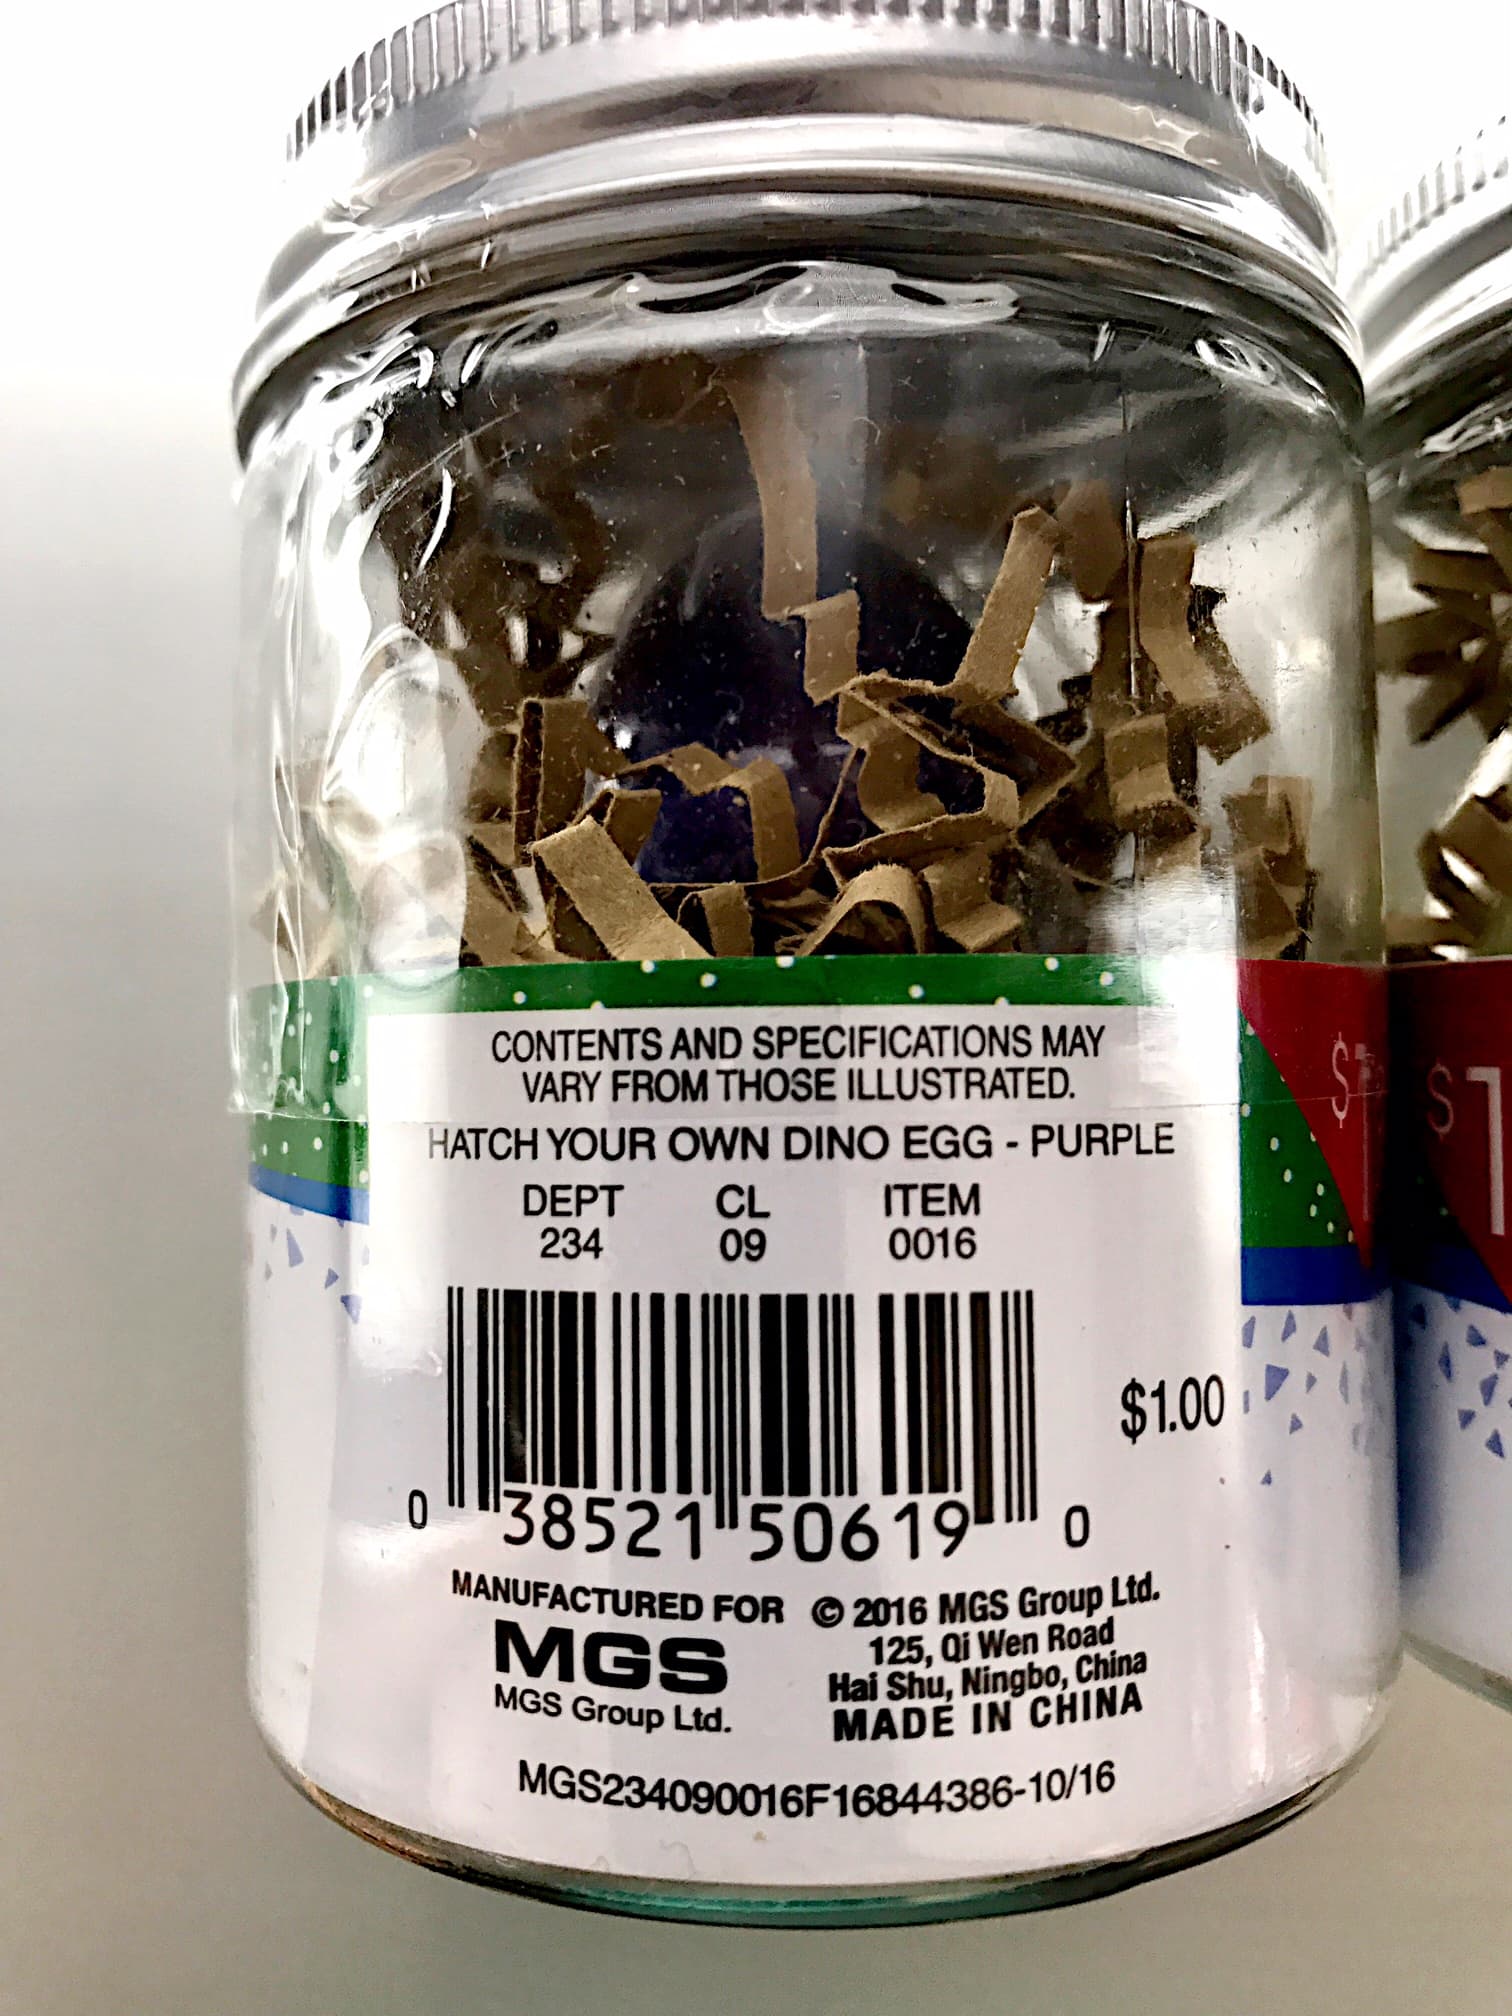 CONTENTS AND SPECIFICATIONS MAY
VARY FROM THOSE ILLUSTRATED.
HATCH YOUR OWN DINO EGG - PURPLE
DEPT CL ITEM
234 09 0016
$1.00
0 38521 50619 0
MANUFACTURED FOR
MGS
MGS Group Ltd.
© 2016 MGS Group Ltd.
125, Qi Wen Road
Hai Shu, Ningbo, China
MADE IN CHINA
MGS234090016F16844386-10/16
$1
$1